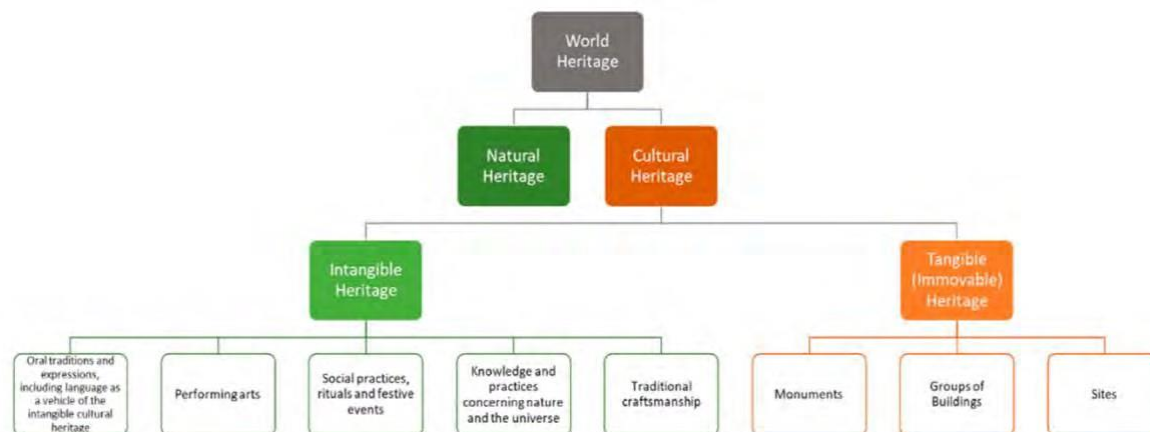 World
Heritage
Natural
Heritage
Cultural
Heritage
Intangible
Heritage
Tangible
(Immovable)
Heritage
Oral traditions and
expressions,
including language as
a vehicle of the
intangible cultural
heritage
Performing arts
Social practices,
rituals and festive
events
Knowledge and
practices
concerning nature
and the universe
Traditional
craftsmanship
Monuments
Groups of
Buildings
Sites